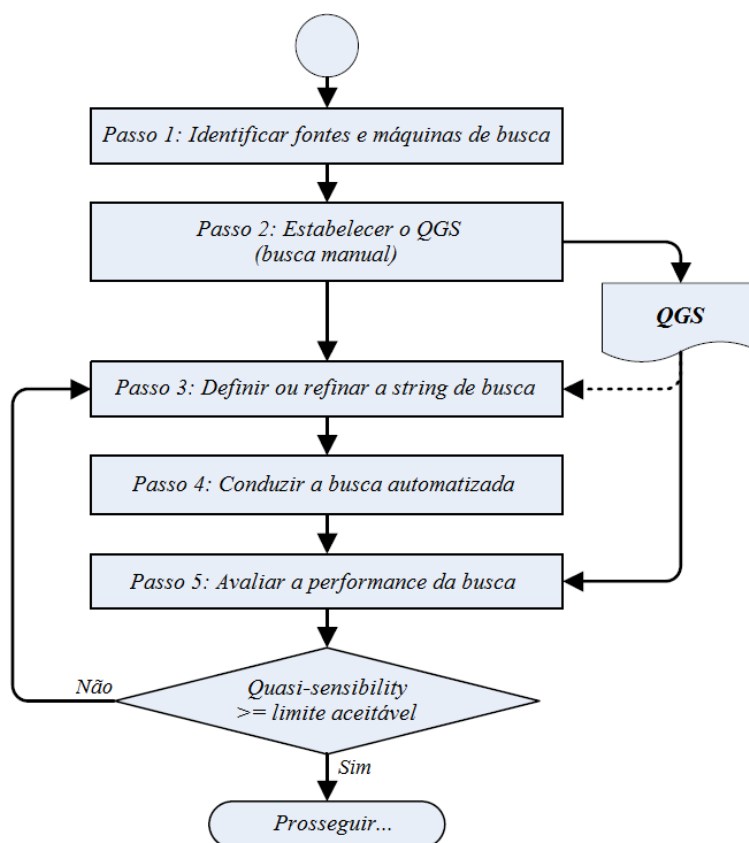 Passo 1: Identificar fontes e máquinas de busca
Passo 2: Estabelecer o QGS
(busca manual)
QGS
Passo 3: Definir ou refinar a string de busca
Passo 4: Conduzir a busca automatizada
Passo 5: Avaliar a performance da busca
Não
Quasi-sensibility
>= limite aceitável
Sim
Prosseguir...